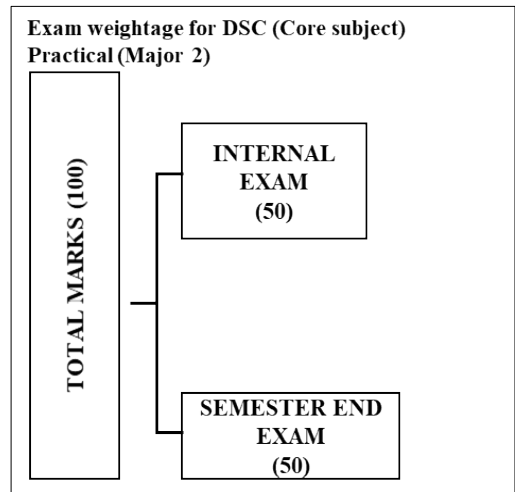 Exam weightage for DSC (Core subject)
Practical (Major 2)
TOTAL MARKS (100)
INTERNAL
EXAM
(50)
SEMESTER END
EXAM
(50)